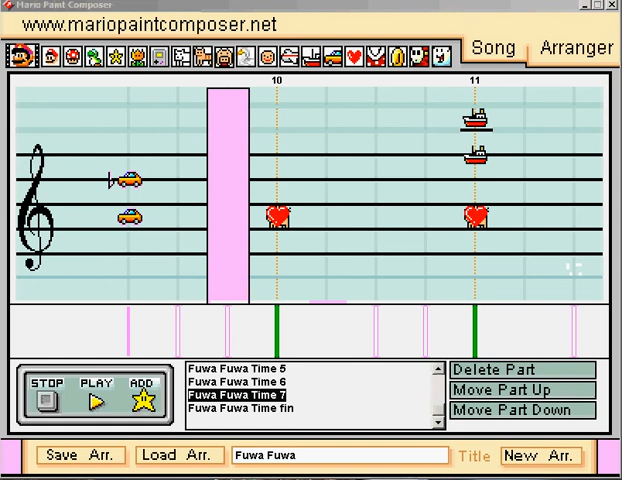 Mario Paint Composer
www.mariopaintcomposer.net
Song
Arranger
10
11
STOP
PLAY
ADD
Fuwa Fuwa Time 5
Fuwa Fuwa Time 6
Fuwa Fuwa Time 7
Fuwa Fuwa Time fin
Delete Part
Move Part Up
Move Part Down
Save Arr.
Load Arr.
Fuwa Fuwa
Title
New Arr.